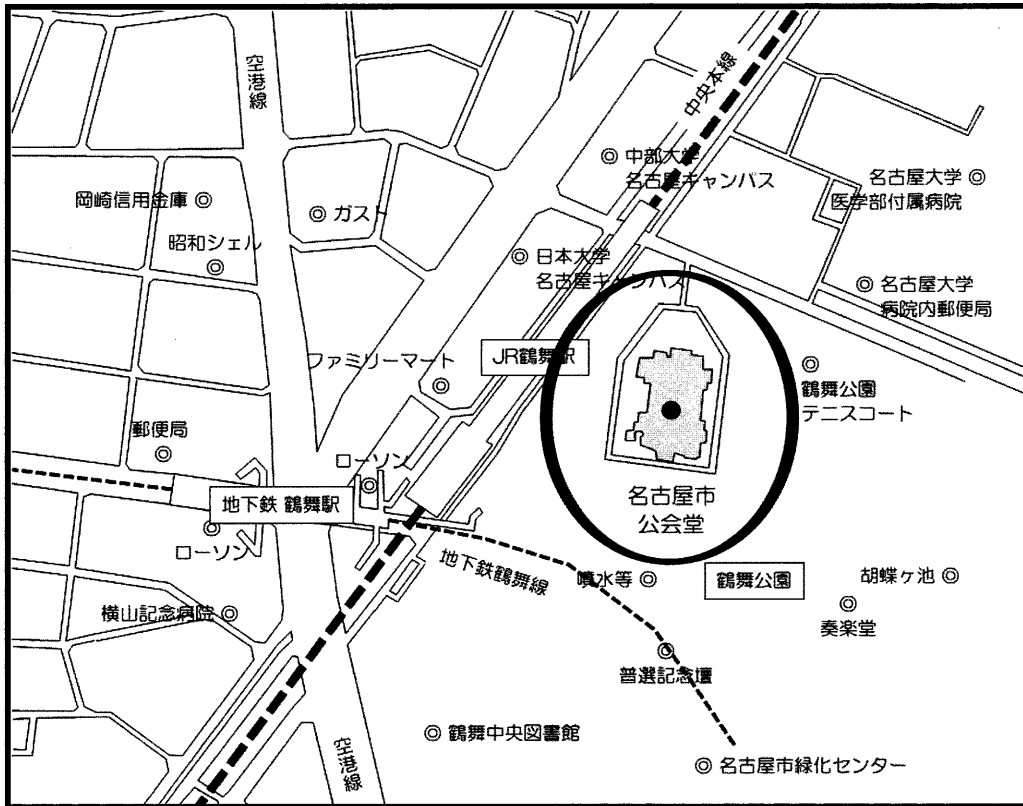 空港線
中央本線
中部大学
名古屋キャンパス
名古屋大学
医学部付属病院
岡崎信用金庫
ガスト
昭和シェル
日本大学
名古屋キャンパス
名古屋大学
病院内郵便局
JR鶴舞駅
ファミリーマート
鶴舞公園
テニスコート
郵便局
ローソン
地下鉄 鶴舞駅
名古屋市
公会堂
ローソン
地下鉄鶴舞線
噴水等
鶴舞公園
胡蝶ヶ池
奏楽堂
横山記念病院
普選記念壇
鶴舞中央図書館
空港線
名古屋市緑化センター